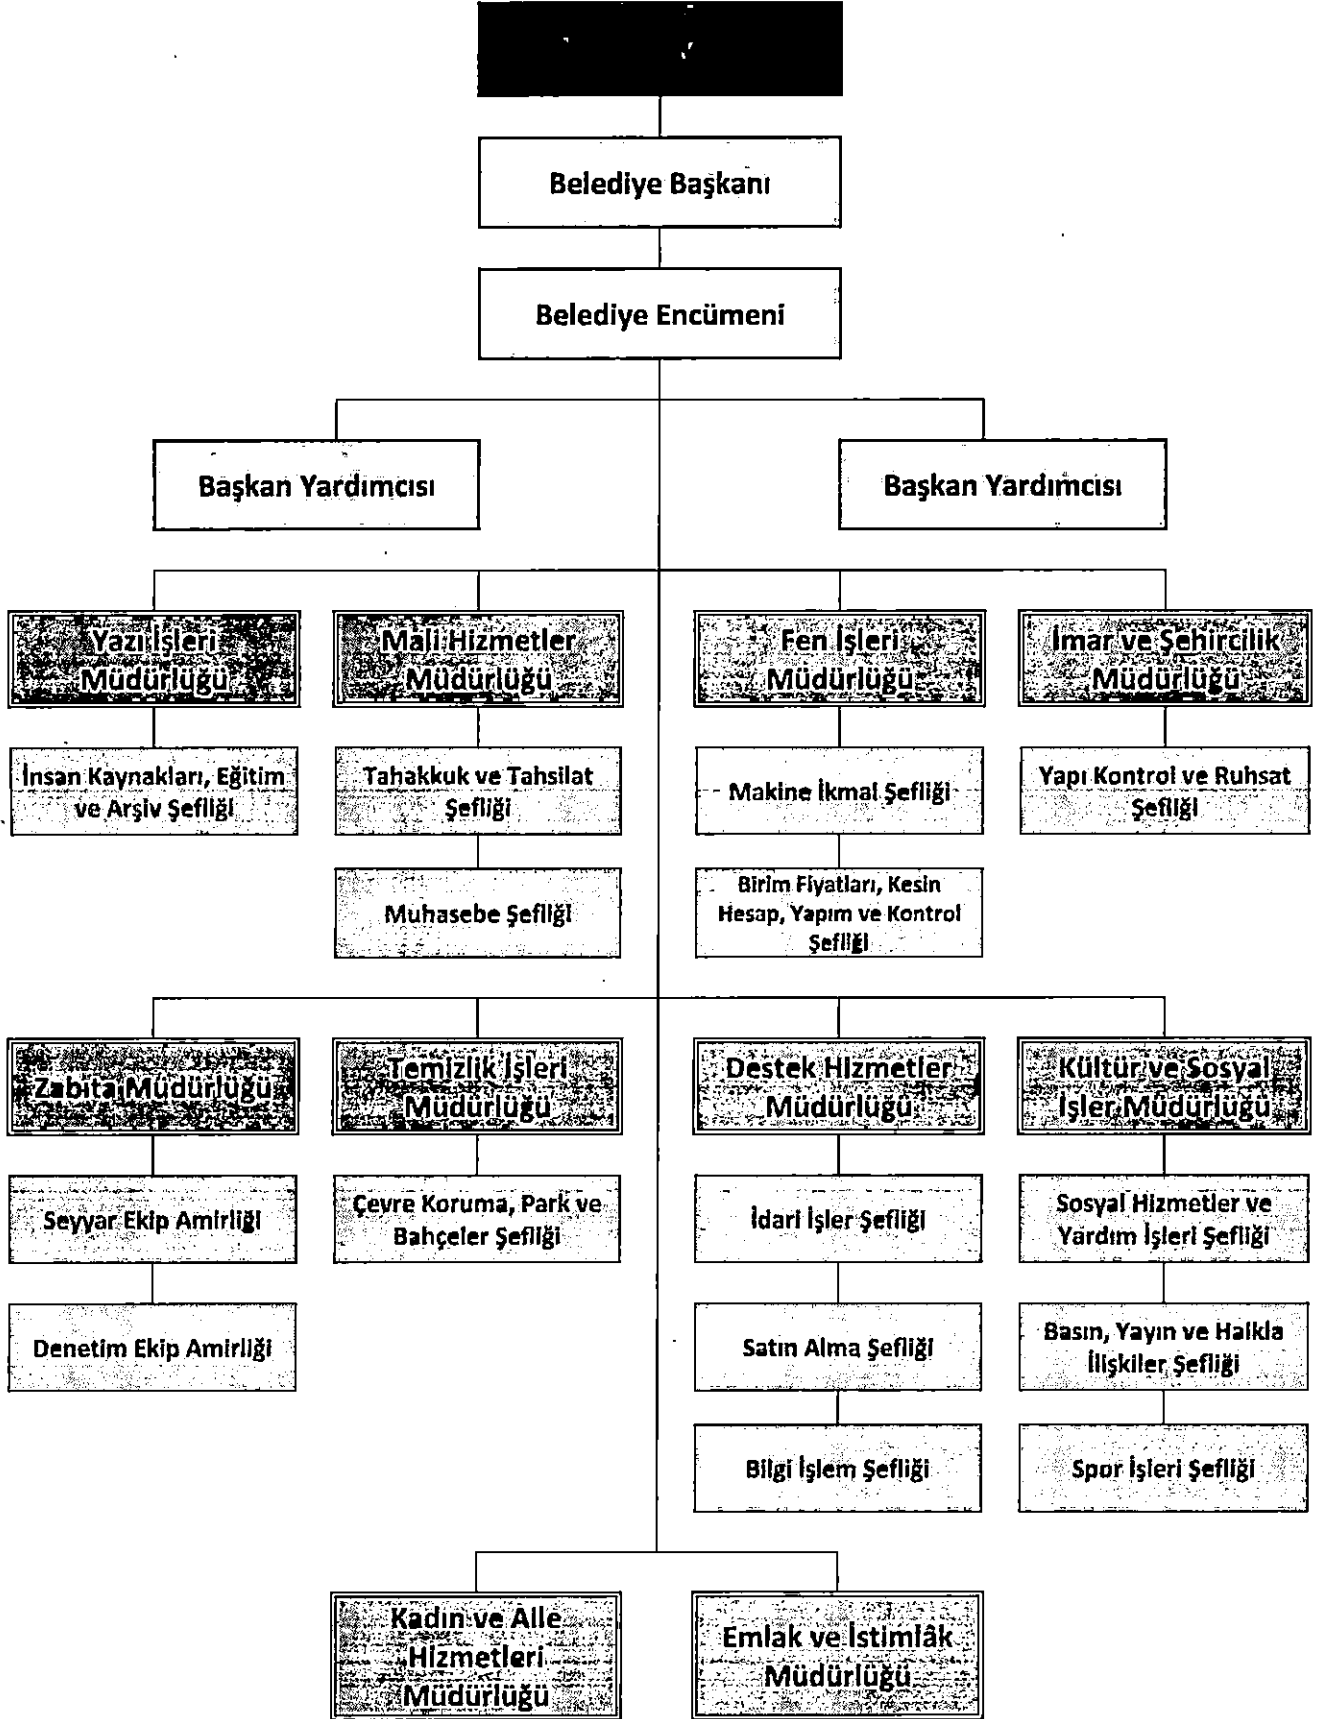 Belediye Başkanı
Belediye Encümeni
Başkan Yardımcısı
Başkan Yardımcısı
Yazı İşleri
Müdürlüğü
Mali Hizmetler
Müdürlüğü
Fen İşleri
Müdürlüğü
İmar ve Şehircilik
Müdürlüğü
İnsan Kaynakları, Eğitim
ve Arşiv Şefliği
Tahakkuk ve Tahsilat
Şefliği
Makine İkmal Şefliği
Yapı Kontrol ve Ruhsat
Şefliği
Muhasebe Şefliği
Birim Fiyatları, Kesin
Hesap, Yapım ve Kontrol
Şefliği
Zabıta Müdürlüğü
Temizlik İşleri
Müdürlüğü
Destek Hizmetler
Müdürlüğü
Kültür ve Sosyal
İşler Müdürlüğü
Seyyar Ekip Amirliği
Çevre Koruma, Park ve
Bahçeler Şefliği
İdari İşler Şefliği
Sosyal Hizmetler ve
Yardım İşleri Şefliği
Denetim Ekip Amirliği
Satın Alma Şefliği
Basın, Yayın ve Halkla
İlişkiler Şefliği
Bilgi İşlem Şefliği
Spor İşleri Şefliği
Kadın ve Aile
Hizmetleri
Müdürlüğü
Emlak ve İstimlâk
Müdürlüğü